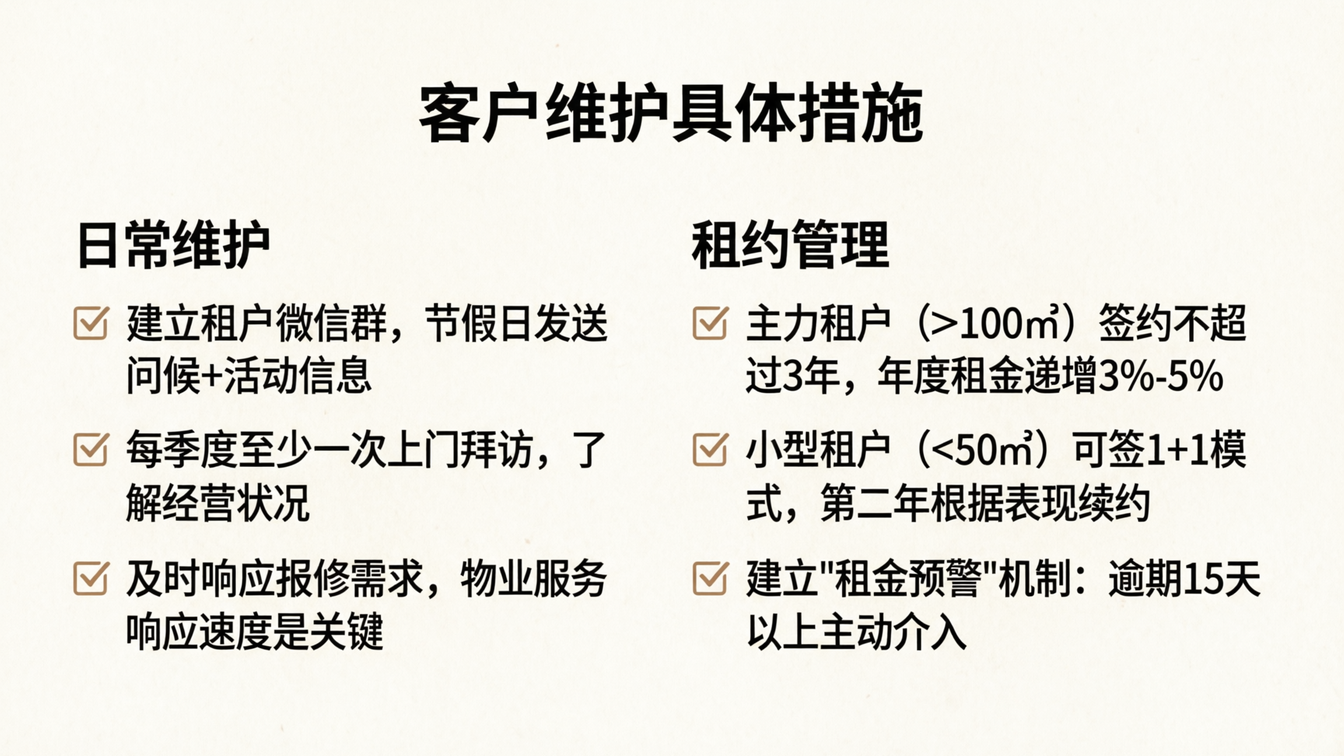 客户维护具体措施
日常维护
建立租户微信群，节假日发送
问候+活动信息
每季度至少一次上门拜访，了
解经营状况
及时响应报修需求，物业服务
响应速度是关键
租约管理
主力租户（>100㎡）签约不超
过3年，年度租金递增3%-5%
小型租户（<50㎡）可签1+1模
式，第二年根据表现续约
建立"租金预警"机制：逾期15天
以上主动介入